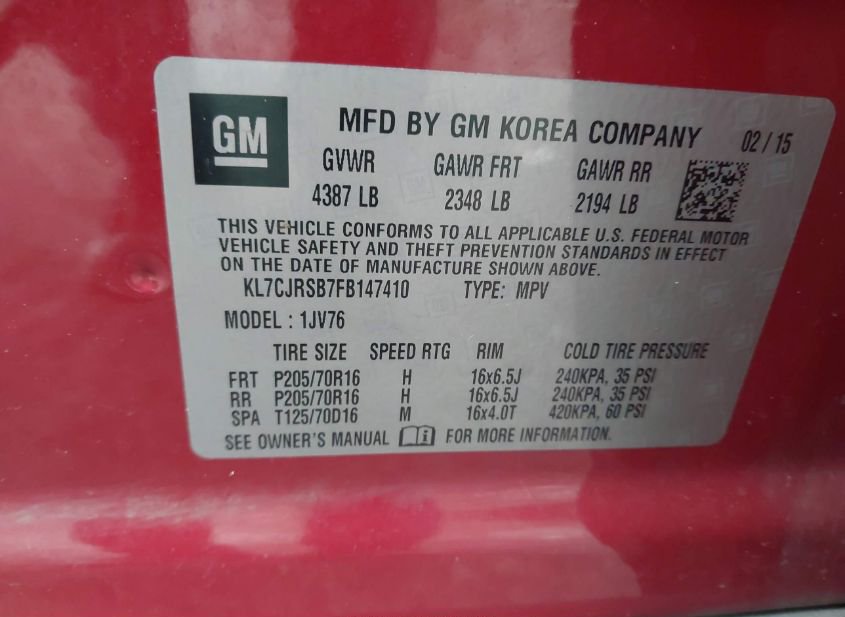 GM
MFD BY GM KOREA COMPANY 02 / 15
GVWR GAWR FRT GAWR RR
4387 LB 2348 LB 2194 LB
THIS VEHICLE CONFORMS TO ALL APPLICABLE U.S. FEDERAL MOTOR
VEHICLE SAFETY AND THEFT PREVENTION STANDARDS IN EFFECT
ON THE DATE OF MANUFACTURE SHOWN ABOVE.
KL7CJRSB7FB147410 TYPE: MPV
MODEL : 1JV76
TIRE SIZE SPEED RTG RIM COLD TIRE PRESSURE
FRT P205/70R16 H 16x6.5J 240KPA, 35 PSI
RR P205/70R16 H 16x6.5J 240KPA, 35 PSI
SPA T125/70D16 M 16x4.0T 420KPA, 60 PSI
SEE OWNER'S MANUAL i FOR MORE INFORMATION.